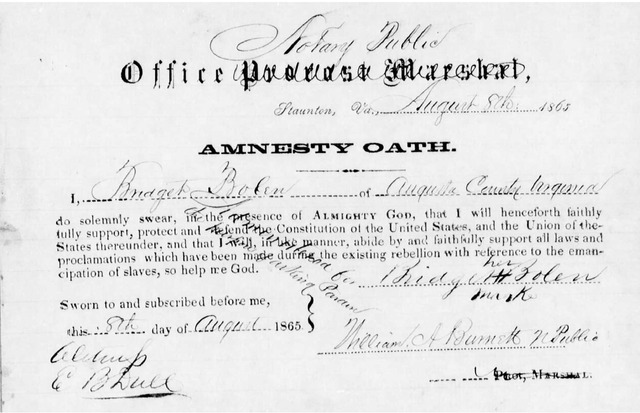 Notary Public
Office Provost Marshal,
Staunton, Va., August 8th 1865
AMNESTY OATH.
I, Bridget Bolen of Augusta County Virginia
do solemnly swear, in the presence of ALMIGHTY GOD, that I will henceforth faithfully
fully support, protect and defend the Constitution of the United States, and the Union of the
States thereunder, and that I will, in like manner, abide by and faithfully support all laws and
proclamations which have been made during the existing rebellion with reference to the eman-
cipation of slaves, so help me God.
Bridget her Bolen
mark
Sworn to and subscribed before me,
this 8th day of August 1865.
William A Burnett N Public
E B Dull
Prot, MARSHAL.